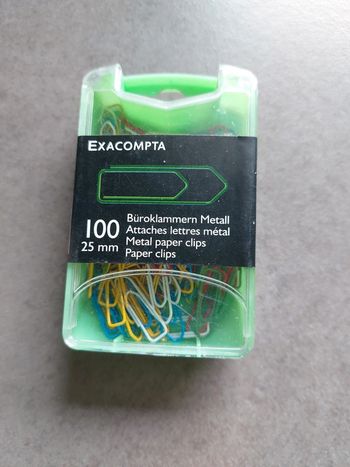 EXACOMPTA
100
25 mm
Büroklammern Metall
Attaches lettres métal
Metal paper clips
Paper clips